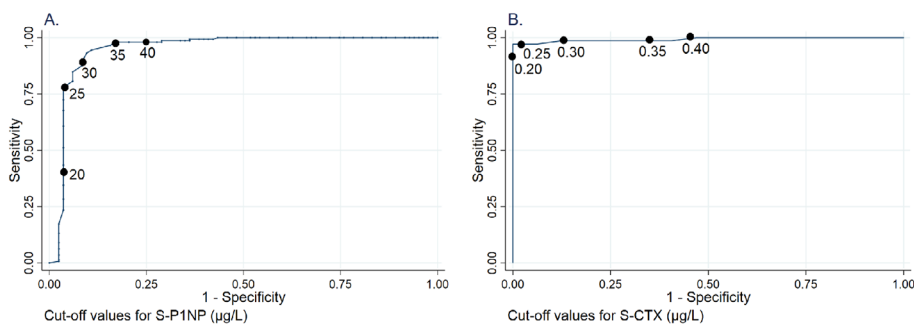 A.
Sensitivity
1.00
0.75
0.50
0.25
0.00
20
25
30
35
40
0.00 0.25 0.50 0.75 1.00
1 - Specificity
Cut-off values for S-P1NP (µg/L)
B.
Sensitivity
1.00
0.75
0.50
0.25
0.00
0.20
0.25
0.30
0.35
0.40
0.00 0.25 0.50 0.75 1.00
1 - Specificity
Cut-off values for S-CTX (µg/L)